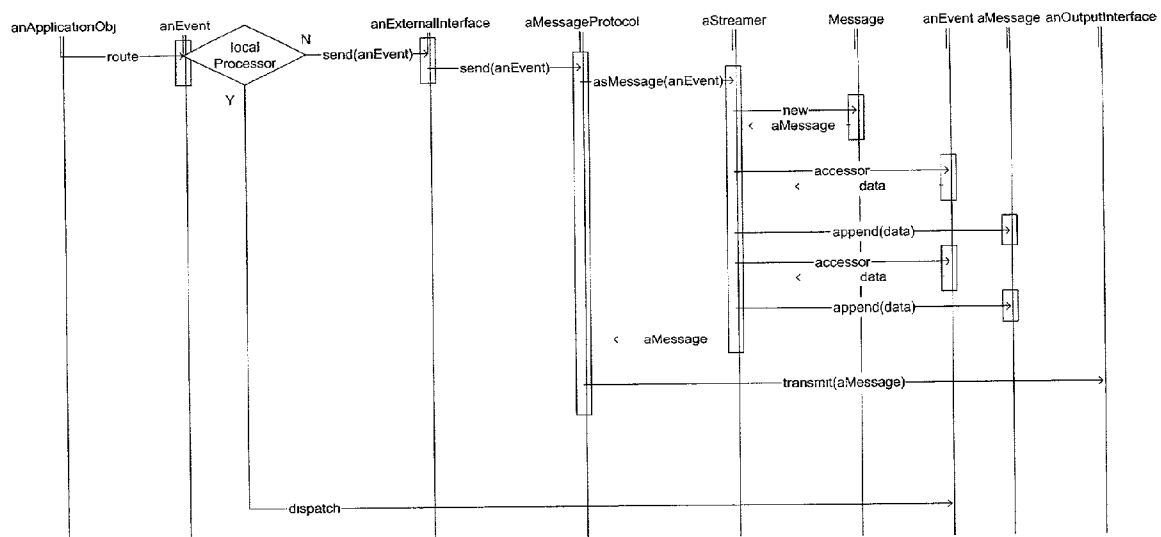 anApplicationObj anEvent anExternalInterface aMessageProtocol aStreamer Message anEvent aMessage anOutputInterface
route
local
Processor
N
Y
send(anEvent)
send(anEvent)
asMessage(anEvent)
new
aMessage
accessor
data
append(data)
accessor
data
append(data)
aMessage
transmit(aMessage)
dispatch